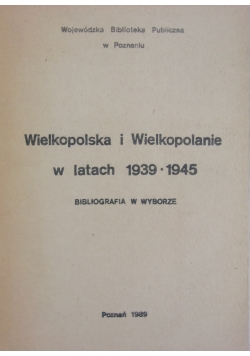 Wojewódzka Biblioteka Publiczna
w Poznaniu
Wielkopolska i Wielkopolanie
w latach 1939-1945
BIBLIOGRAFIA W WYBORZE
Poznań 1989